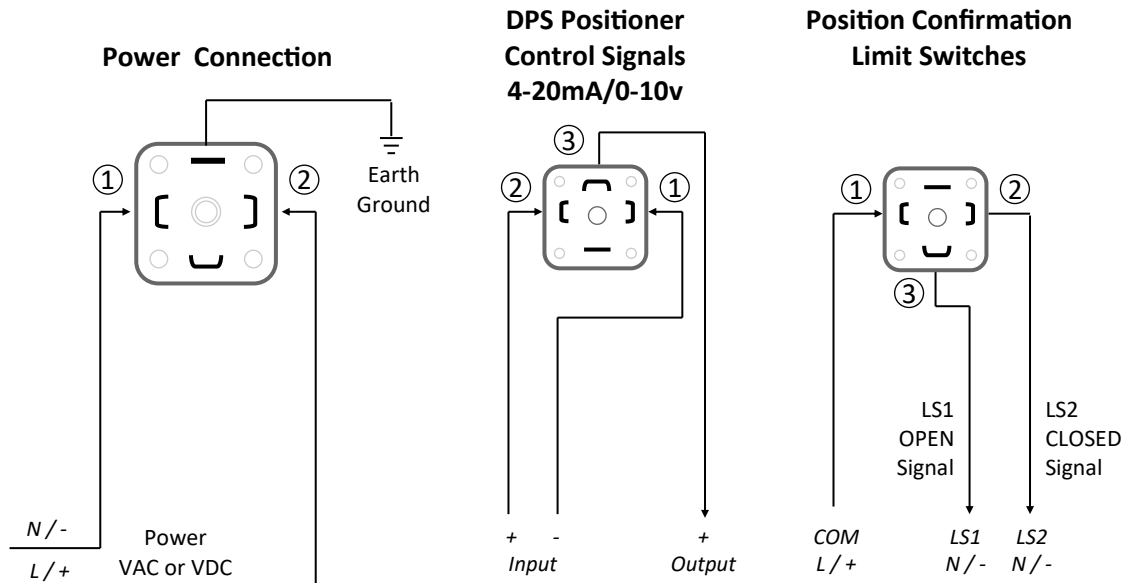 Power Connection
①
②
Earth
Ground
N / -
L / +
Power
VAC or VDC
DPS Positioner
Control Signals
4-20mA/0-10v
③
②
①
+
-
Input
+
Output
Position Confirmation
Limit Switches
①
②
③
LS1
OPEN
Signal
LS2
CLOSED
Signal
COM
L / +
LS1
N / -
LS2
N / -